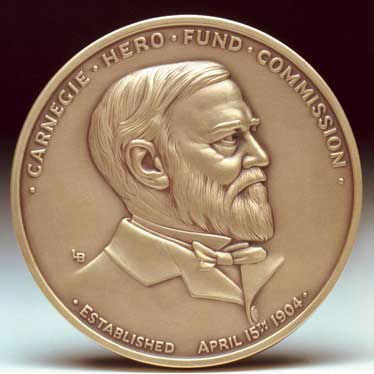 · CARNEGIE · HERO · FUND · COMMISSION ·
LB
· ESTABLISHED APRIL 15TH 1904 ·